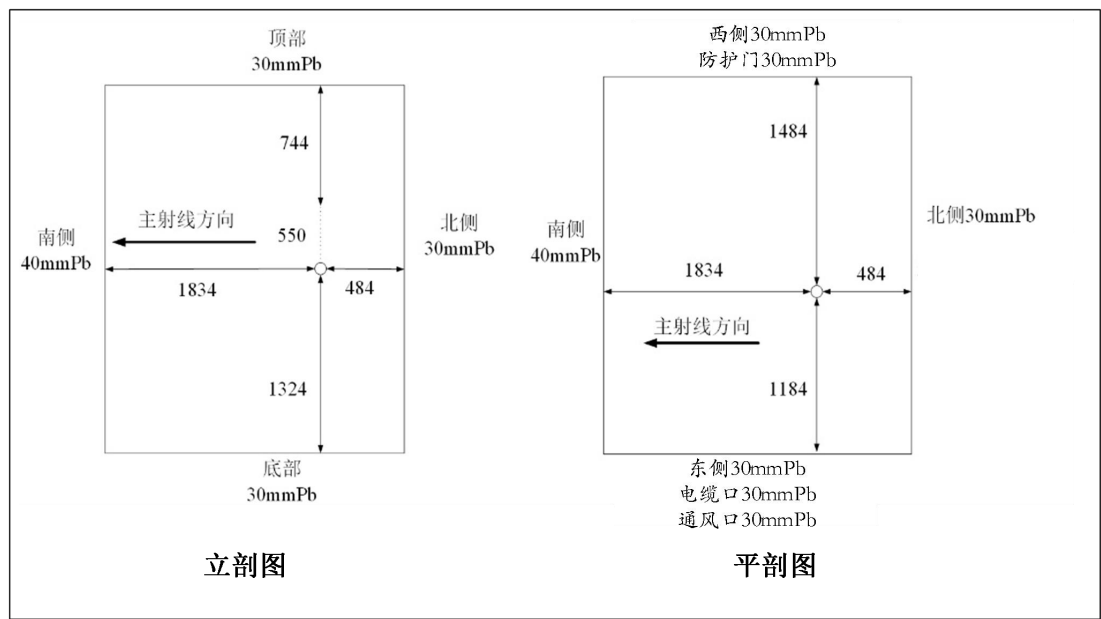 顶部
30mmPb
744
主射线方向
550
南侧
40mmPb
北侧
30mmPb
1834
484
1324
底部
30mmPb
立剖图
西侧30mmPb
防护门30mmPb
1484
南侧
40mmPb
北侧30mmPb
1834
484
主射线方向
1184
东侧30mmPb
电缆口30mmPb
通风口30mmPb
平剖图